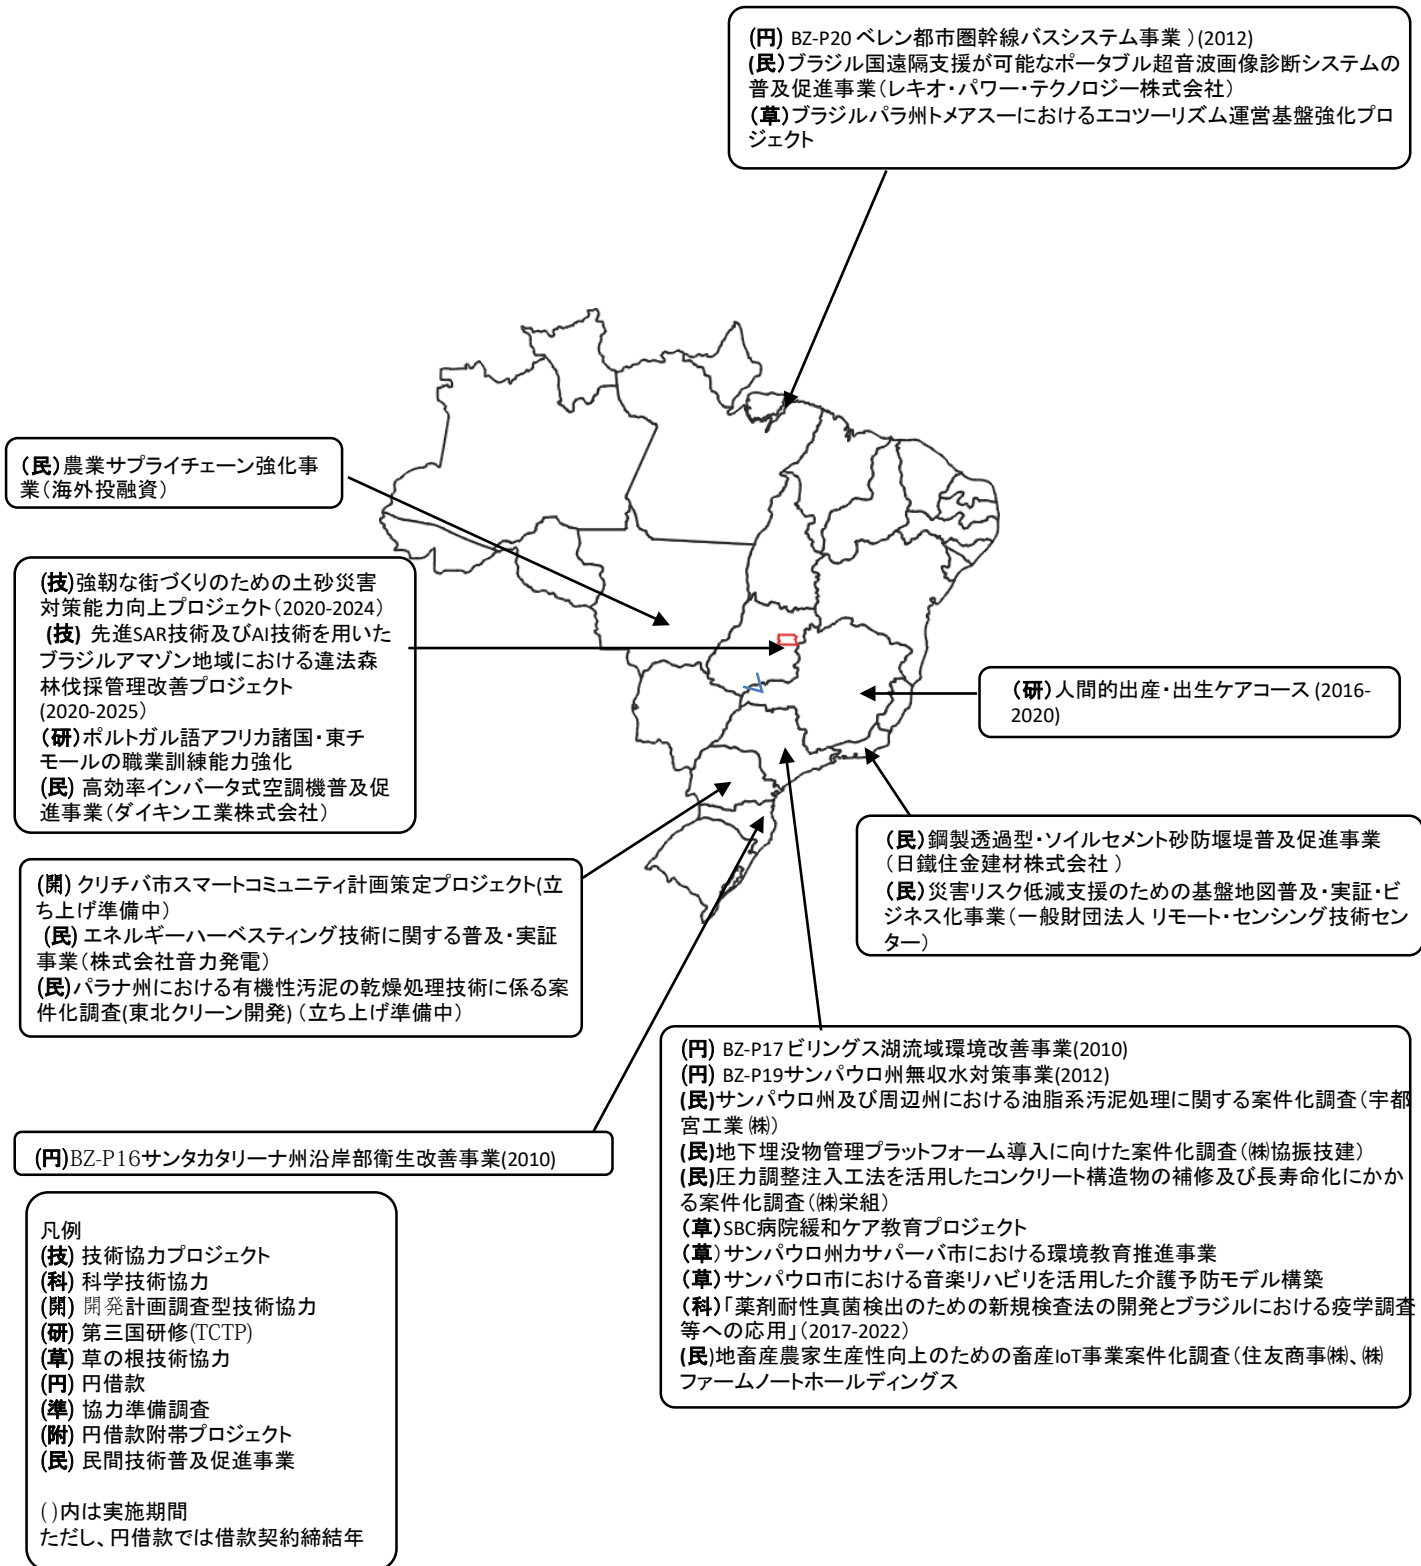 (円) BZ-P20 ベレン都市圏幹線バスシステム事業 ）(2012)
(民)ブラジル国遠隔支援が可能なポータブル超音波画像診断システムの
普及促進事業（レキオ・パワー・テクノロジー株式会社）
（草）ブラジルパラ州トメアスーにおけるエコツーリズム運営基盤強化プロ
ジェクト
（民）農業サプライチェーン強化事
業（海外投融資）
(技)強靭な街づくりのための土砂災害
対策能力向上プロジェクト（2020-2024）
(技) 先進SAR技術及びAI技術を用いた
ブラジルアマゾン地域における違法森
林伐採管理改善プロジェクト
(2020-2025）
（研）ポルトガル語アフリカ諸国・東チ
モールの職業訓練能力強化
(民) 高効率インバータ式空調機普及促
進事業（ダイキン工業株式会社）
（研）人間的出産・出生ケアコース (2016-
2020)
（民）鋼製透過型・ソイルセメント砂防堰堤普及促進事業
（日鐵住金建材株式会社 ）
（民）災害リスク低減支援のための基盤地図普及・実証・ビ
ジネス化事業（一般財団法人 リモート・センシング技術セン
ター）
(開) クリチバ市スマートコミュニティ計画策定プロジェクト(立
ち上げ準備中）
(民) エネルギーハーベスティング技術に関する普及・実証
事業（株式会社音力発電）
(民)パラナ州における有機性汚泥の乾燥処理技術に係る案
件化調査(東北クリーン開発)（立ち上げ準備中）
(円) BZ-P17 ビリングス湖流域環境改善事業(2010)
(円) BZ-P19サンパウロ州無収水対策事業(2012)
(民)サンパウロ州及び周辺州における油脂系汚泥処理に関する案件化調査（宇都
宮工業㈱）
(民)地下埋没物管理プラットフォーム導入に向けた案件化調査（㈱協振技建）
(民)圧力調整注入工法を活用したコンクリート構造物の補修及び長寿命化にかか
る案件化調査（㈱栄組）
（草）SBC病院緩和ケア教育プロジェクト
（草）サンパウロ州カサパーバ市における環境教育推進事業
（草）サンパウロ市における音楽リハビリを活用した介護予防モデル構築
(科)「薬剤耐性真菌検出のための新規検査法の開発とブラジルにおける疫学調査
等への応用」（2017-2022）
(民)地畜産農家生産性向上のための畜産IoT事業案件化調査（住友商事㈱、㈱
ファームノートホールディングス
(円)BZ-P16サンタカタリーナ州沿岸部衛生改善事業(2010)
凡例
(技) 技術協力プロジェクト
(科) 科学技術協力
(開) 開発計画調査型技術協力
(研) 第三国研修(TCTP)
(草) 草の根技術協力
(円) 円借款
(準) 協力準備調査
(附) 円借款附帯プロジェクト
(民) 民間技術普及促進事業
( )内は実施期間
ただし、円借款では借款契約締結年